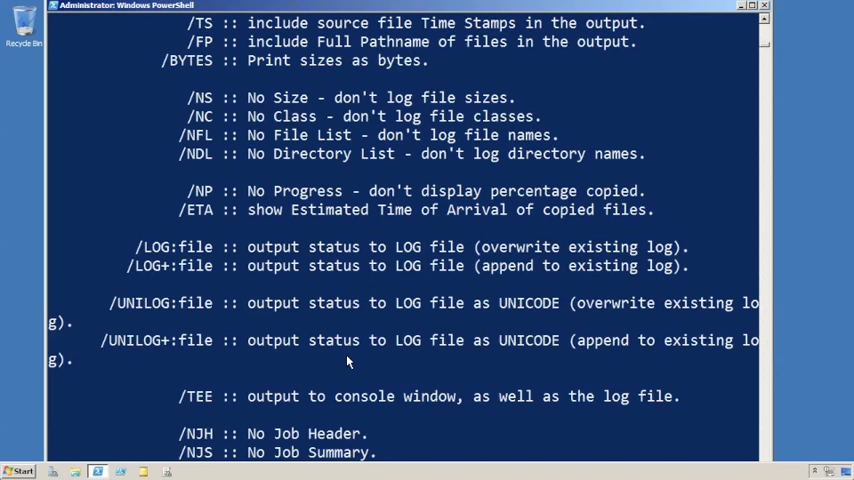 Administrator: Windows PowerShell
Recycle Bin
/TS :: include source file Time Stamps in the output.
/FP :: include Full Pathname of files in the output.
/BYTES :: Print sizes as bytes.
/NS :: No Size - don't log file sizes.
/NC :: No Class - don't log file classes.
/NFL :: No File List - don't log file names.
/NDL :: No Directory List - don't log directory names.
/NP :: No Progress - don't display percentage copied.
/ETA :: show Estimated Time of Arrival of copied files.
/LOG:file :: output status to LOG file (overwrite existing log).
/LOG+:file :: output status to LOG file (append to existing log).
/UNILOG:file :: output status to LOG file as UNICODE (overwrite existing lo
g).
/UNILOG+:file :: output status to LOG file as UNICODE (append to existing lo
g).
/TEE :: output to console window, as well as the log file.
/NJH :: No Job Header.
/NJS :: No Job Summary.
Start